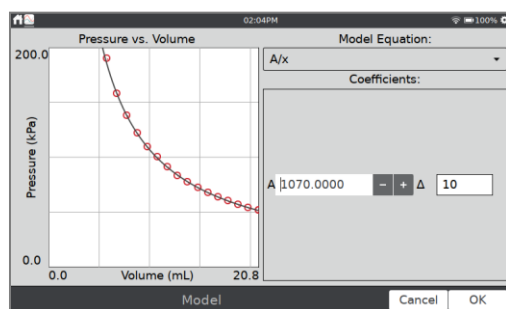 02:04PM
100%
Pressure vs. Volume
200.0
Pressure (kPa)
0.0
0.0
Volume (mL)
20.8
Model Equation:
A/x
Coefficients:
A 1070.0000 - + Δ 10
Model
Cancel
OK